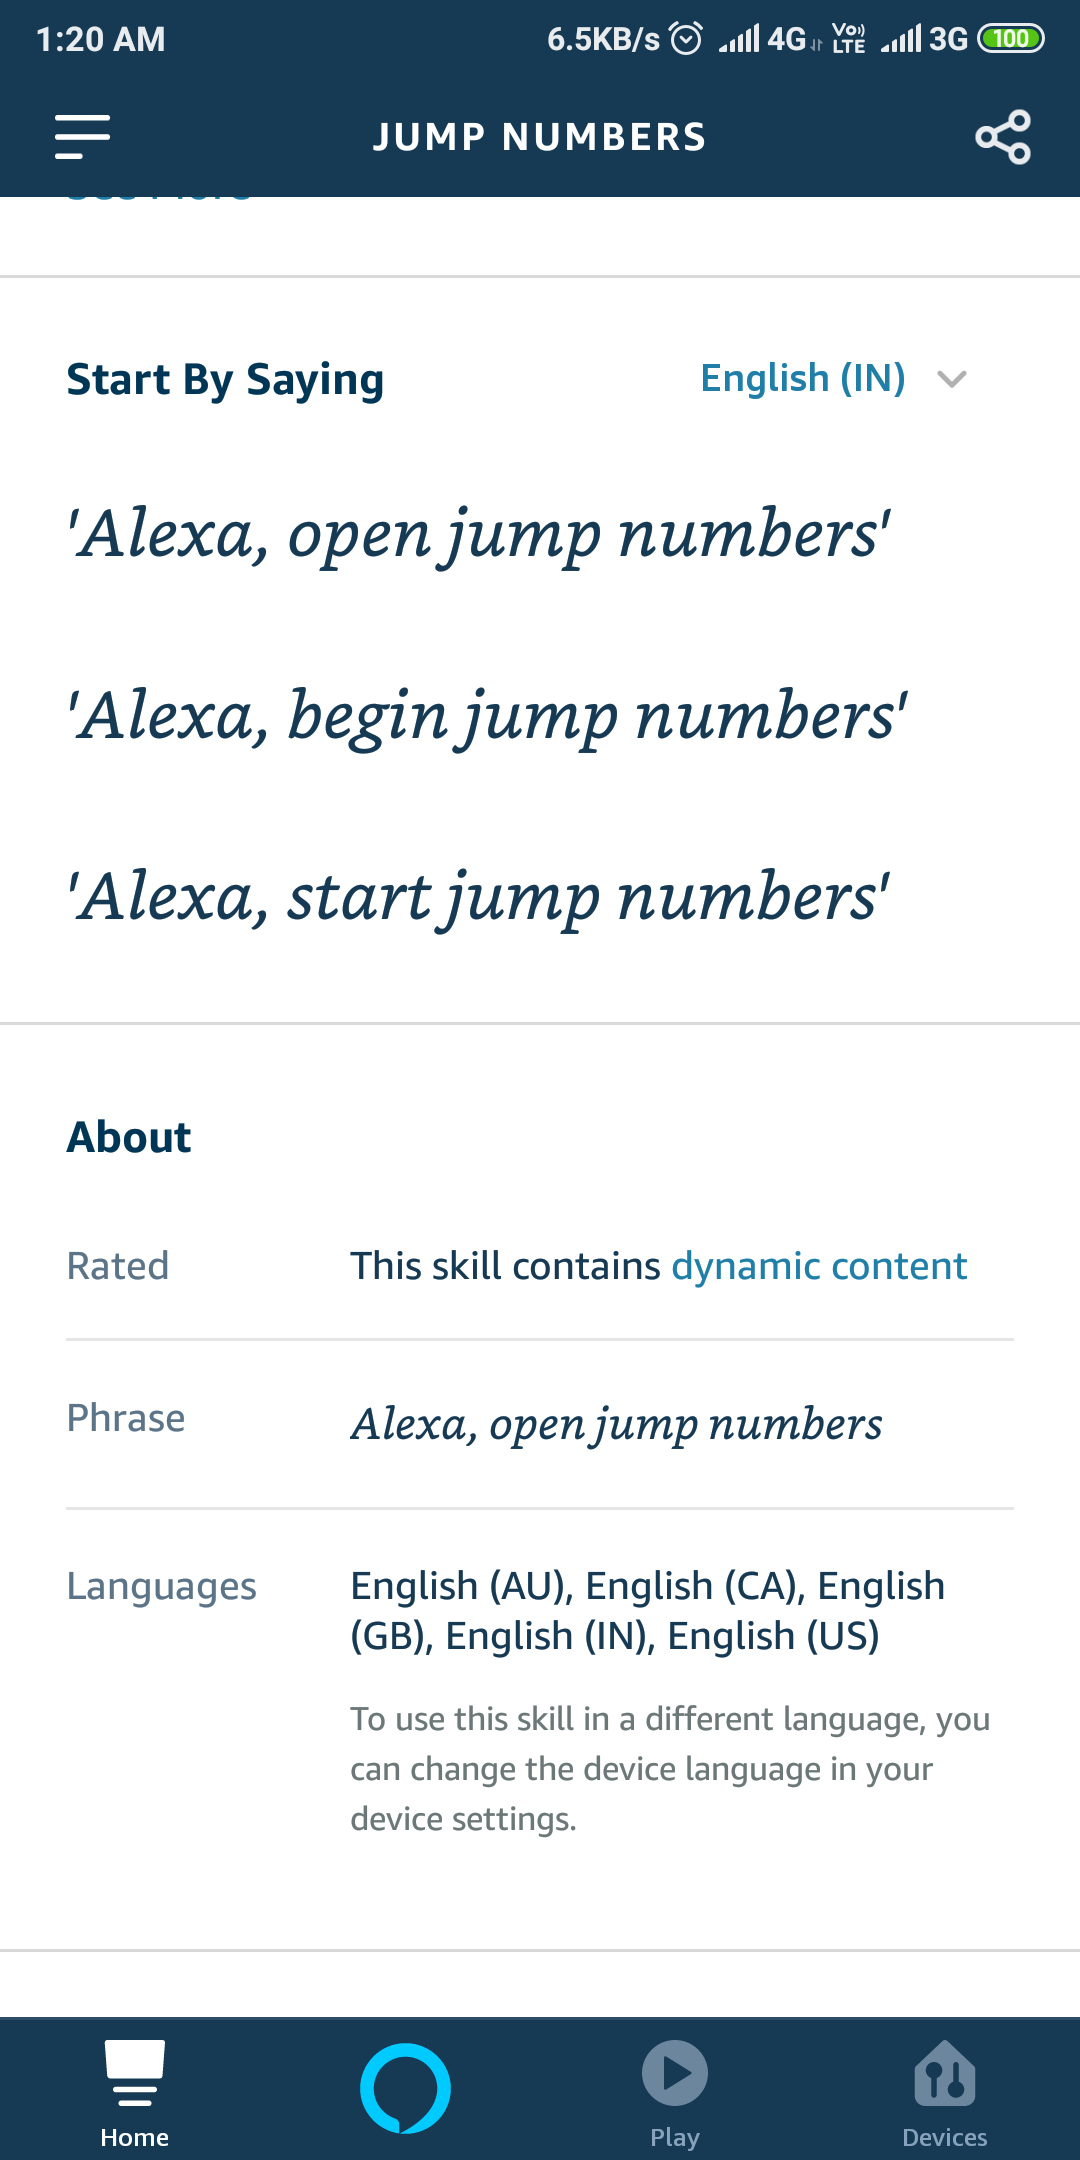 1:20 AM 6.5KB/s 4G VoLTE 3G 100
JUMP NUMBERS
Start By Saying English (IN)
'Alexa, open jump numbers'
'Alexa, begin jump numbers'
'Alexa, start jump numbers'
About
Rated This skill contains dynamic content
Phrase Alexa, open jump numbers
Languages English (AU), English (CA), English
(GB), English (IN), English (US)
To use this skill in a different language, you
can change the device language in your
device settings.
Home Play Devices